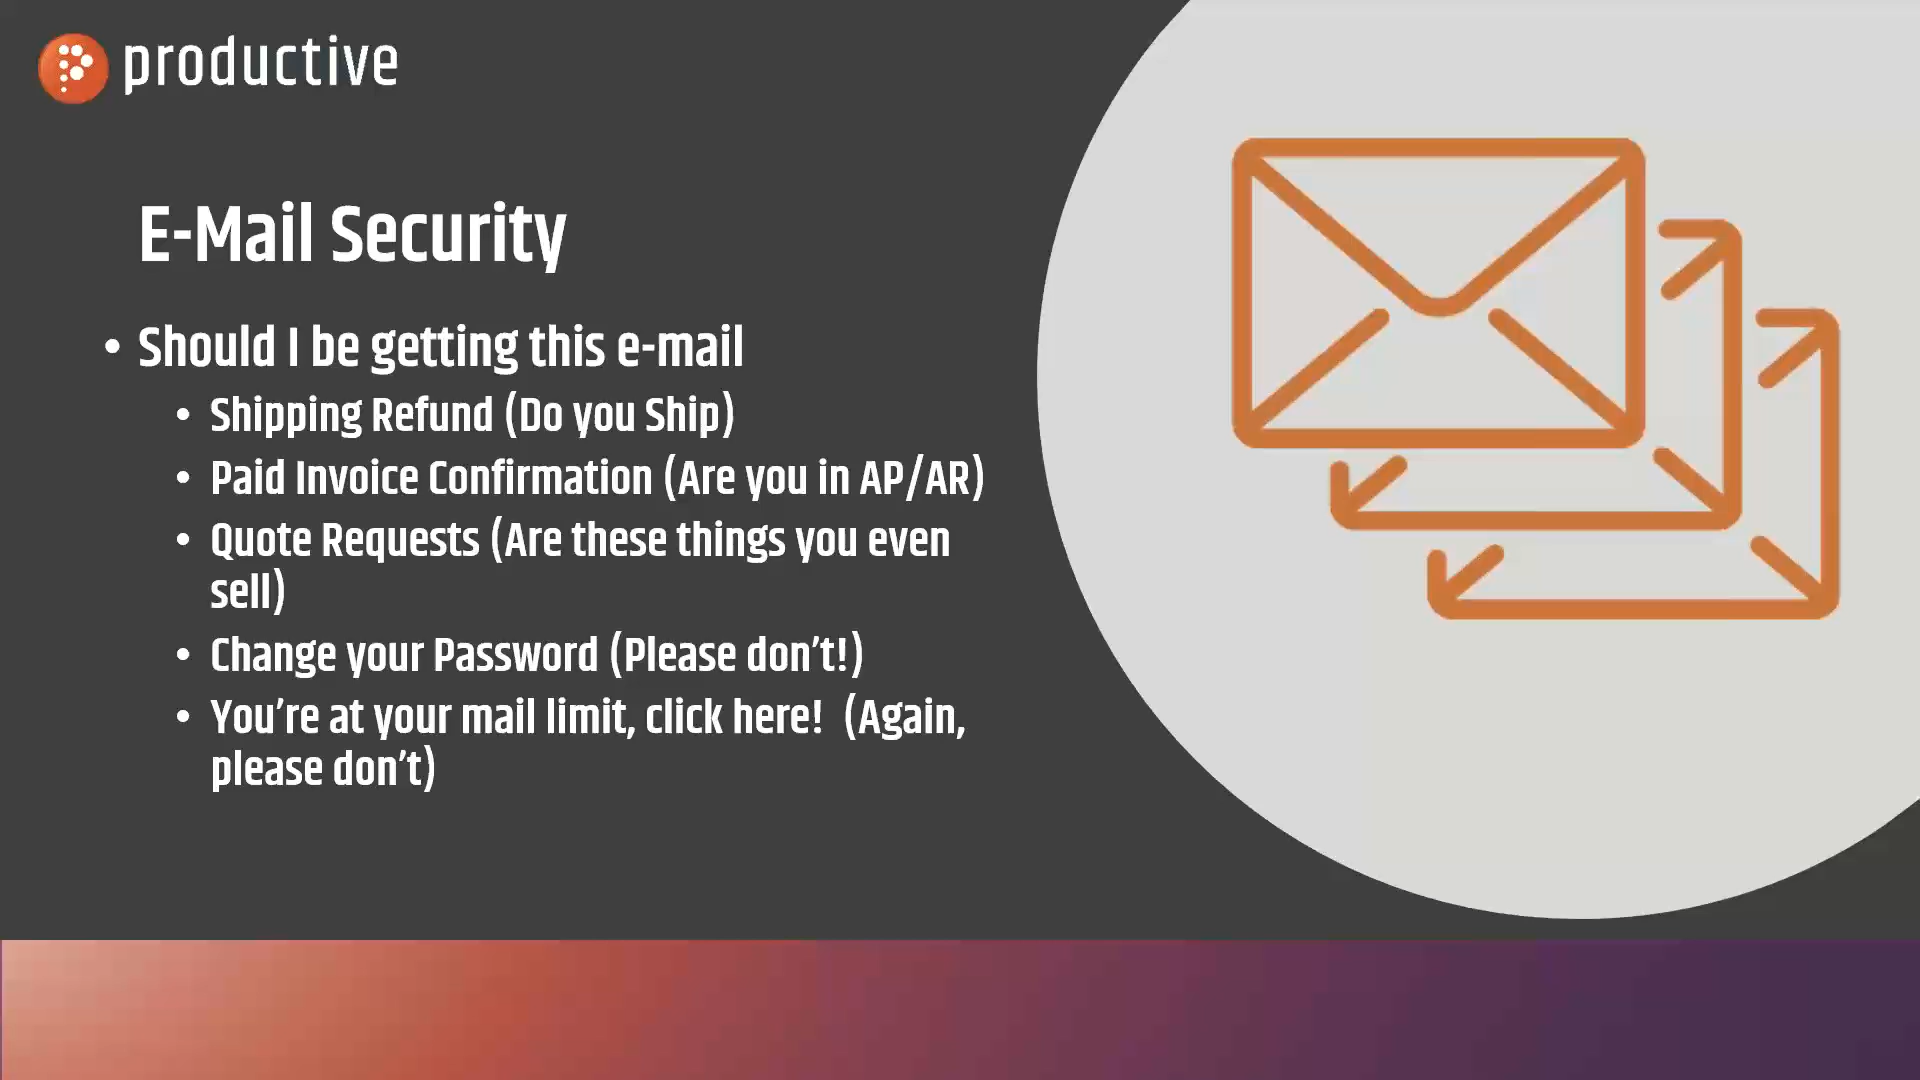 productive
E-Mail Security
• Should I be getting this e-mail
• Shipping Refund (Do you Ship)
• Paid Invoice Confirmation (Are you in AP/AR)
• Quote Requests (Are these things you even
sell)
• Change your Password (Please don’t!)
• You’re at your mail limit, click here!  (Again,
please don’t)